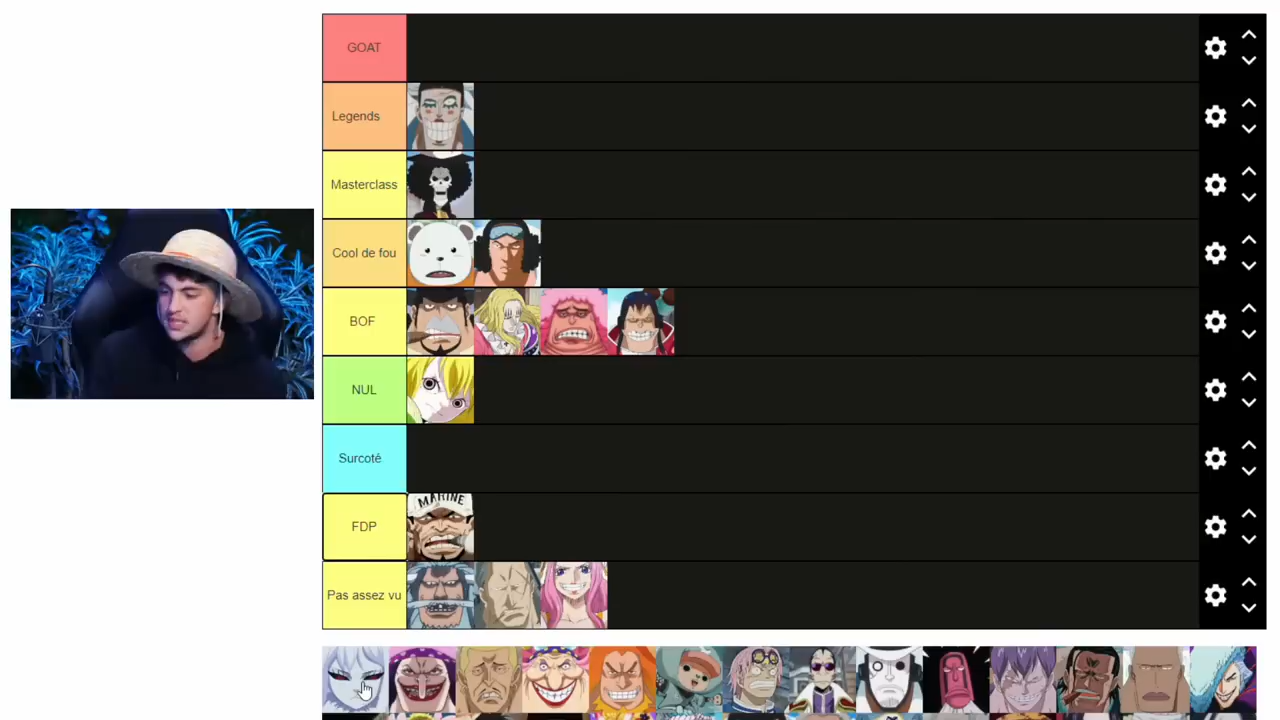 GOAT
Legends
Masterclass
Cool de fou
BOF
NUL
Surcoté
FDP
MARINE
Pas assez vu